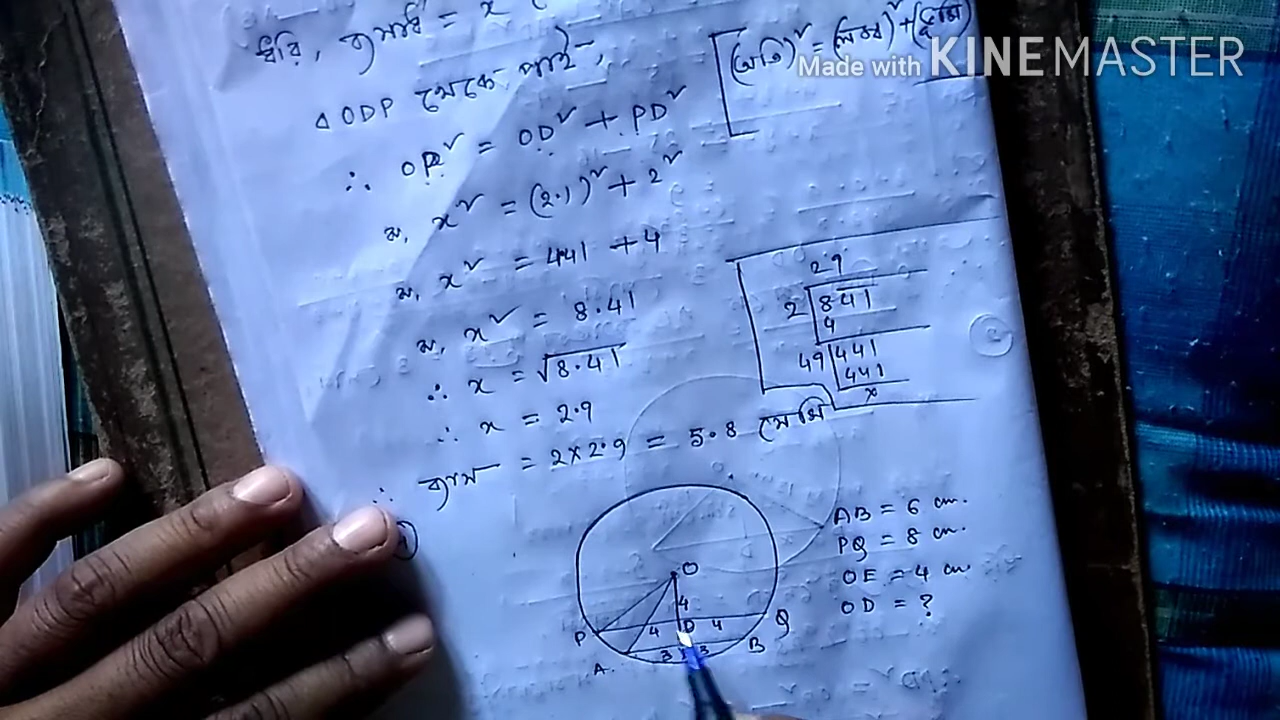 ধরি, ব্যাসার্ধ = x
△ODP থেকে পাই,
[(অতি)² = (লম্ব)² + (ভূমি)²
∴ OP² = OD² + PD²
বা, x² = (2.1)² + 2²
বা, x² = 4.41 + 4
বা, x² = 8.41
∴ x = √8.41
∴ x = 2.9
∴ ব্যাস = 2×2.9 = 5.8 সেমি
2.9
2 | 841
4
49 | 441
441
x
AB = 6 cm.
PQ = 8 cm.
OE = 4 cm
OD = ?
O
4
P 4 D 4 Q
A 3 3 B
Made with KINEMASTER